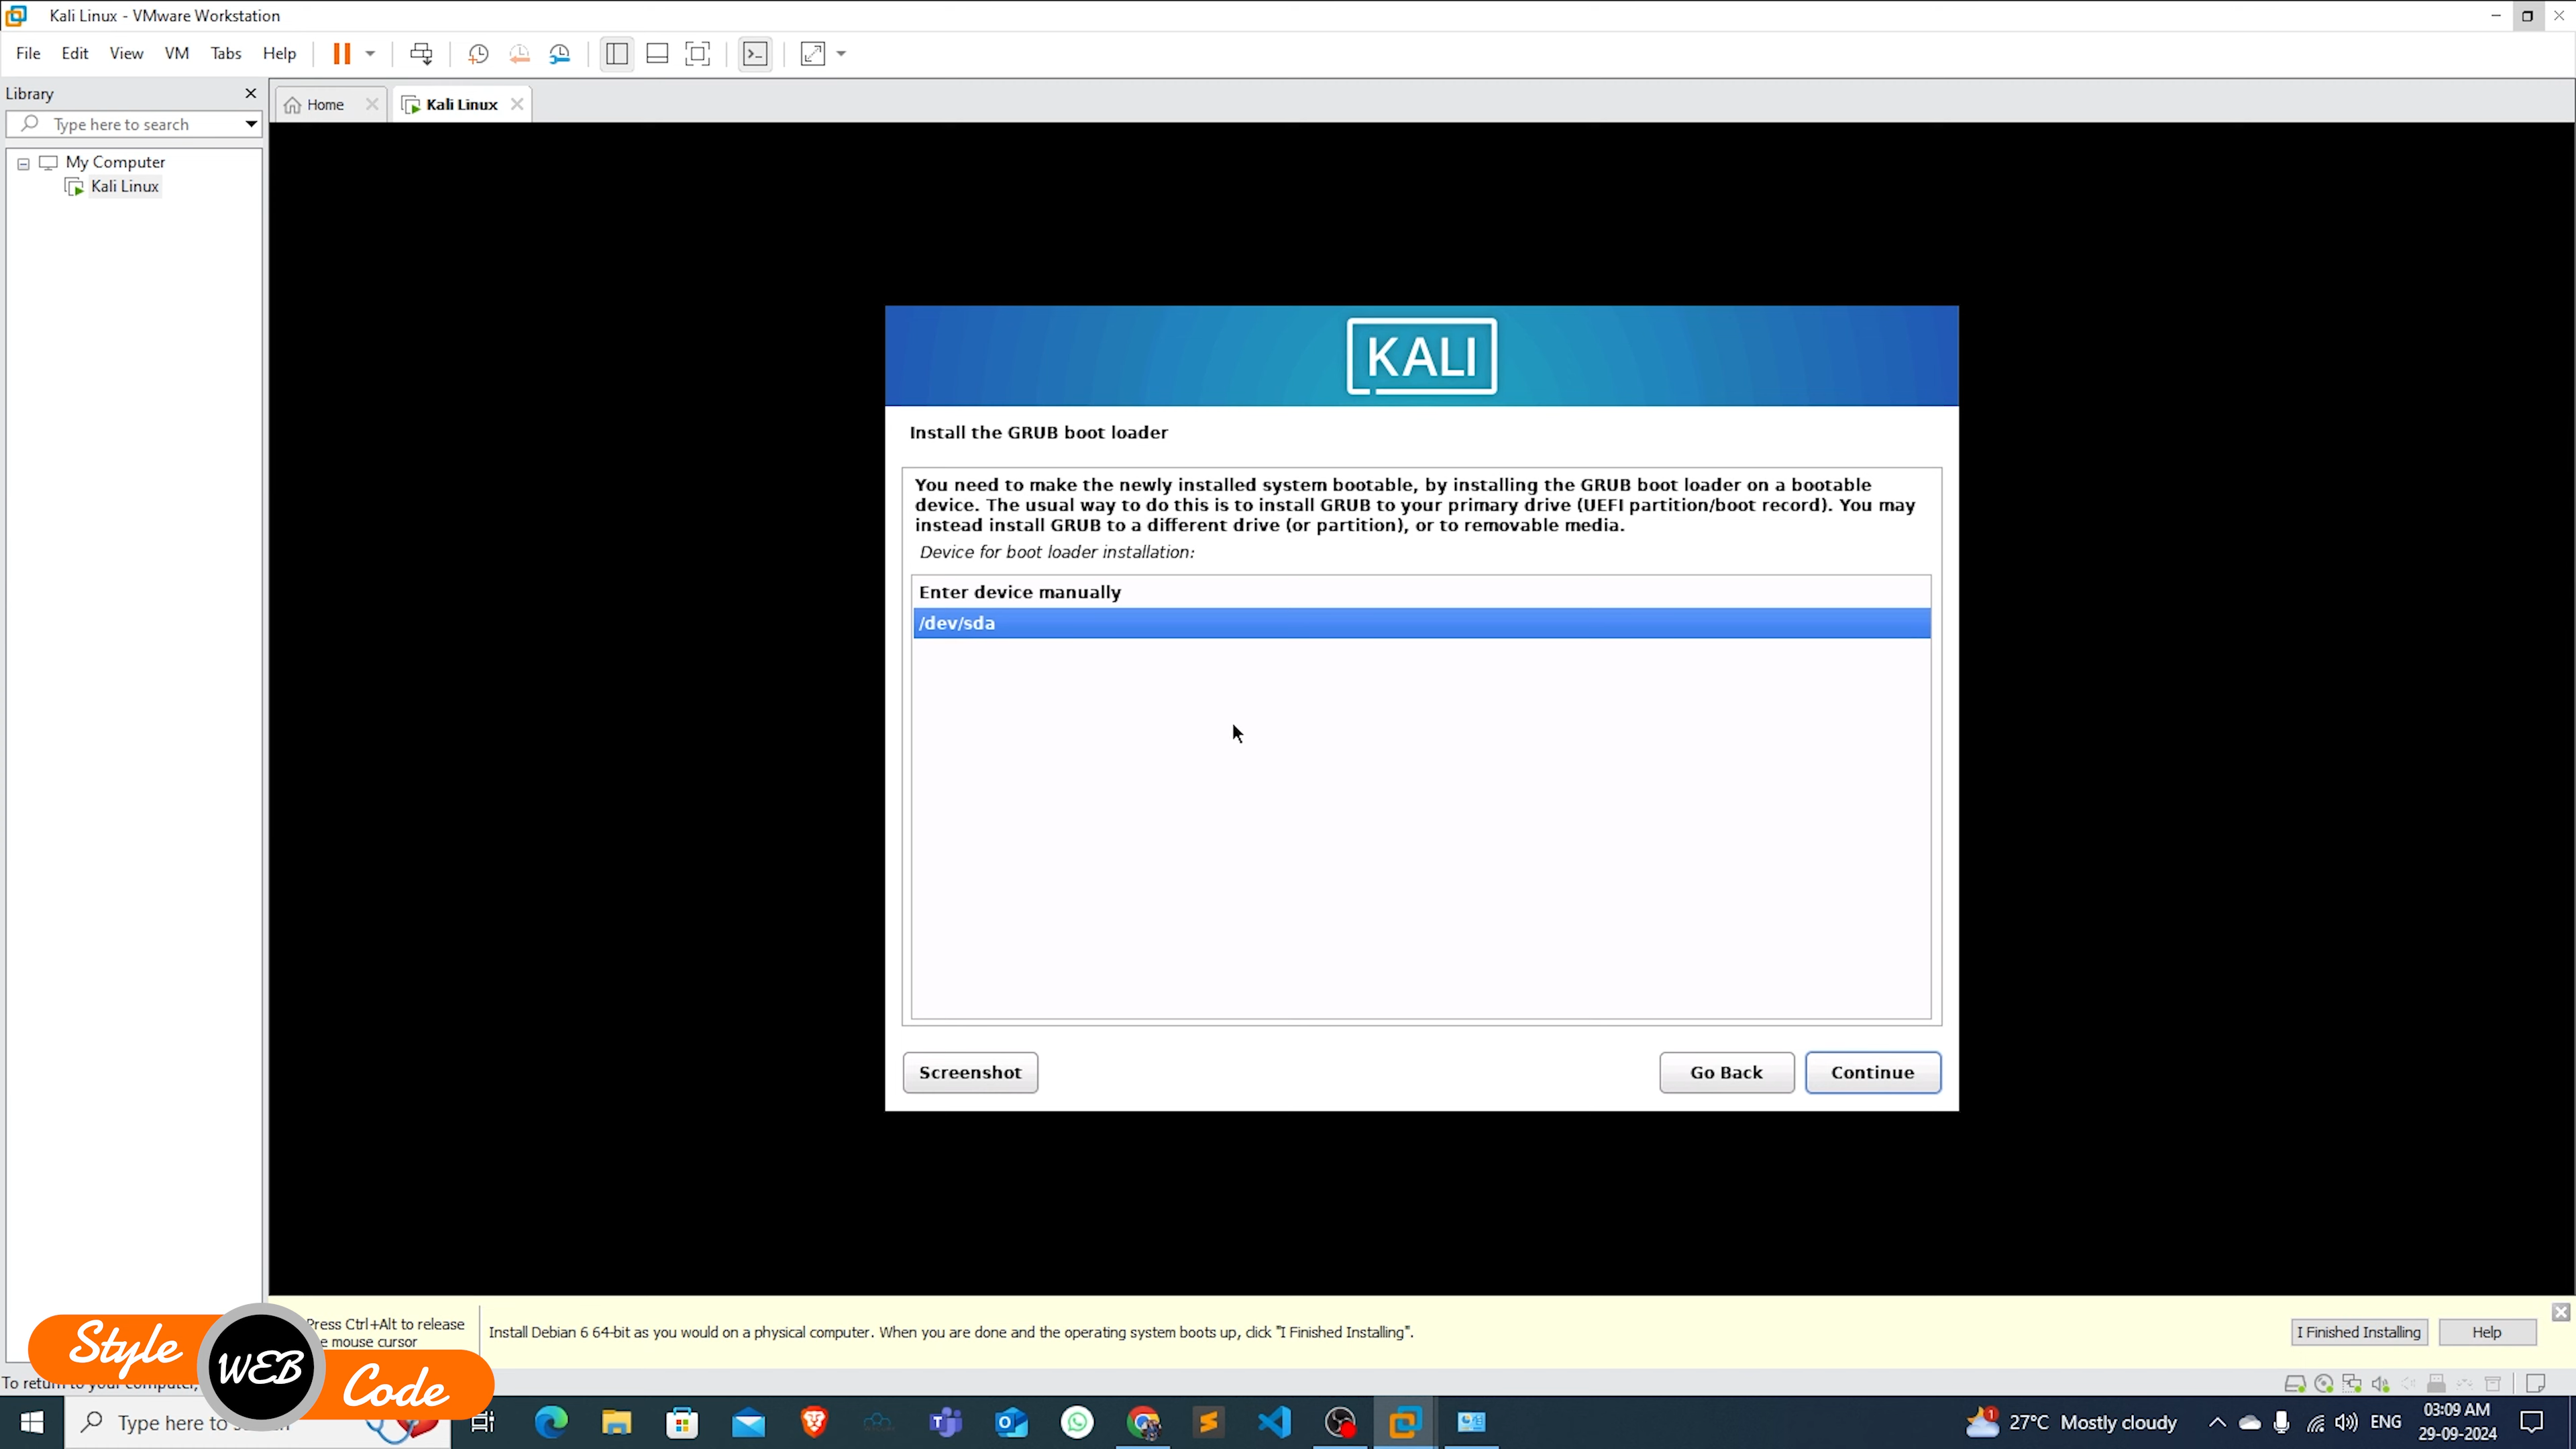 Kali Linux - VMware Workstation
File Edit View VM Tabs Help
Library
Home
Kali Linux
Type here to search
My Computer
Kali Linux
KALI
Install the GRUB boot loader
You need to make the newly installed system bootable, by installing the GRUB boot loader on a bootable
device. The usual way to do this is to install GRUB to your primary drive (UEFI partition/boot record). You may
instead install GRUB to a different drive (or partition), or to removable media.
Device for boot loader installation:
Enter device manually
/dev/sda
Screenshot
Go Back
Continue
Press Ctrl+Alt to release
mouse cursor
Install Debian 6 64-bit as you would on a physical computer. When you are done and the operating system boots up, click "I Finished Installing".
I Finished Installing
Help
Style
WEB
Code
To return to your computer,
Type here to
27°C Mostly cloudy
ENG
03:09 AM
29-09-2024